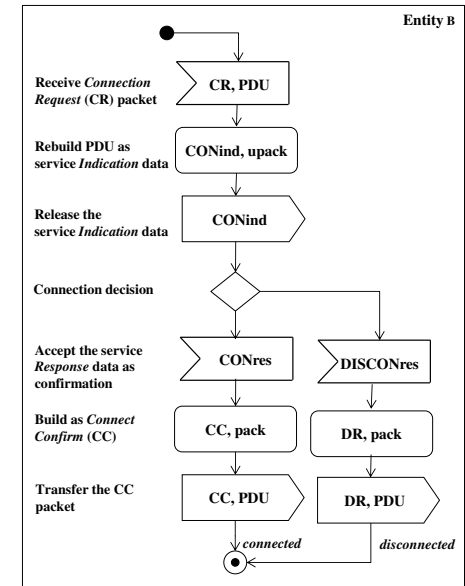 Entity B
Receive Connection
Request (CR) packet
CR, PDU
Rebuild PDU as
service Indication data
CONind, upack
Release the
service Indication data
CONind
Connection decision
Accept the service
Response data as
confirmation
CONres
DISCONres
Build as Connect
Confirm (CC)
CC, pack
DR, pack
Transfer the CC
packet
CC, PDU
DR, PDU
connected
disconnected